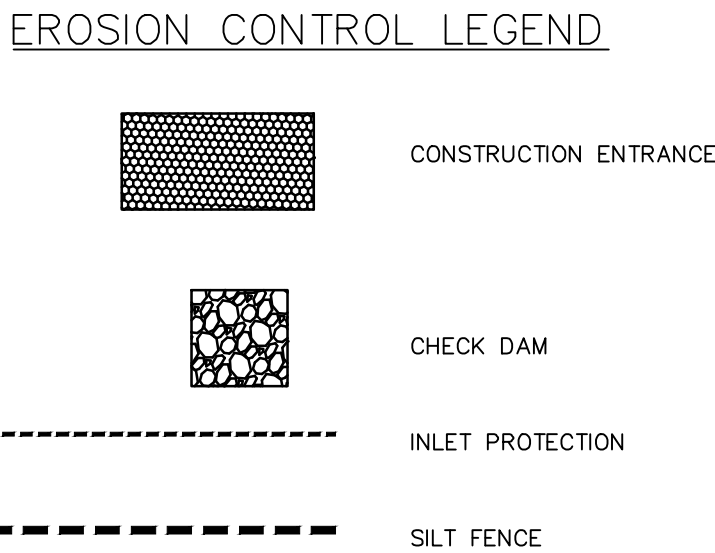 EROSION CONTROL LEGEND
CONSTRUCTION ENTRANCE
CHECK DAM
INLET PROTECTION
SILT FENCE